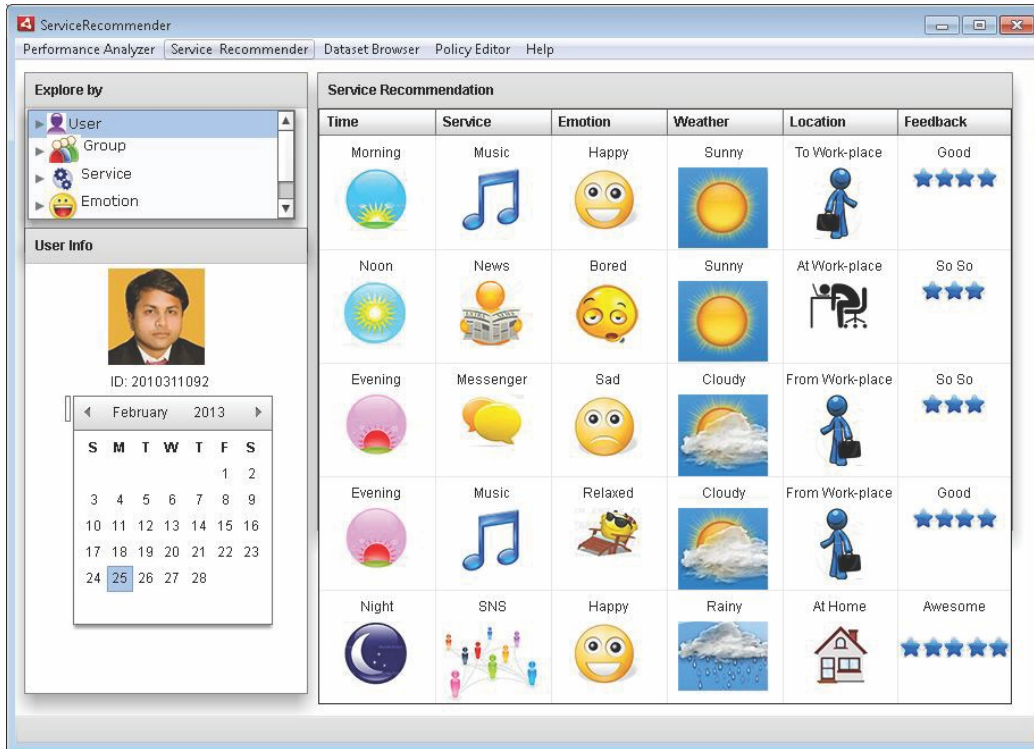 ServiceRecommender
Performance Analyzer Service Recommender Dataset Browser Policy Editor Help
Explore by
User
Group
Service
Emotion
User Info
ID: 2010311092
February 2013
S M T W T F S
1 2
3 4 5 6 7 8 9
10 11 12 13 14 15 16
17 18 19 20 21 22 23
24 25 26 27 28
Service Recommendation
Time Service Emotion Weather Location Feedback
Morning Music Happy Sunny To Work-place Good
Noon News Bored Sunny At Work-place So So
Evening Messenger Sad Cloudy From Work-place So So
Evening Music Relaxed Cloudy From Work-place Good
Night SNS Happy Rainy At Home Awesome